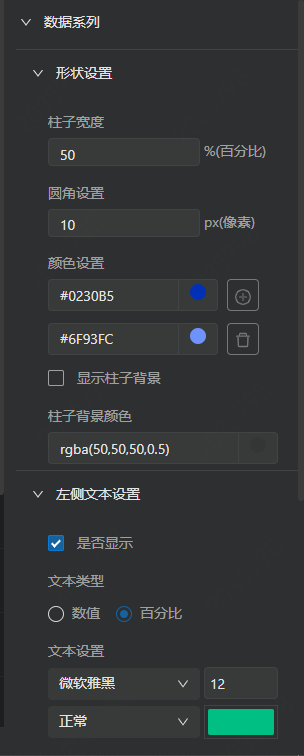 数据系列
形状设置
柱子宽度
50 %(百分比)
圆角设置
10 px(像素)
颜色设置
#0230B5
#6F93FC
显示柱子背景
柱子背景颜色
rgba(50,50,50,0.5)
左侧文本设置
是否显示
文本类型
数值 百分比
文本设置
微软雅黑 12
正常